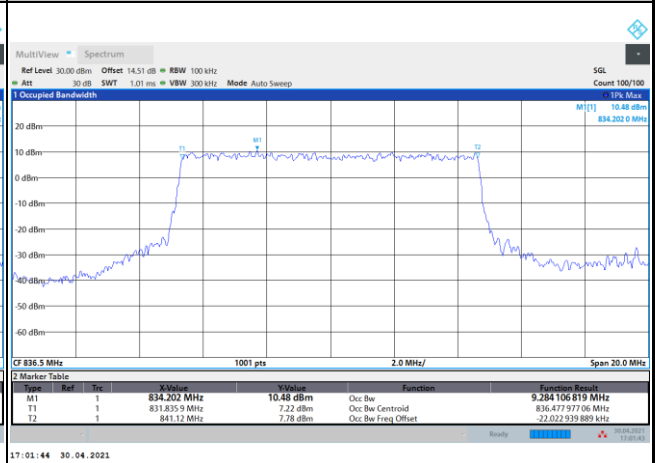 MultiView Spectrum
Ref Level 30.00 dBm Offset 14.51 dB RBW 100 kHz SGL
Att 30 dB SWT 1.01 ms VBW 300 kHz Mode Auto Sweep Count 100/100
1 Occupied Bandwidth 1Pk Max
M1[1] 10.48 dBm
834.202 0 MHz
20 dBm
M1
T1 T2
10 dBm
0 dBm
-10 dBm
-20 dBm
-30 dBm
-40 dBm
-50 dBm
-60 dBm
CF 836.5 MHz 1001 pts 2.0 MHz/ Span 20.0 MHz
2 Marker Table
Type Ref Trc X-Value Y-Value Function Function Result
M1 1 834.202 MHz 10.48 dBm Occ Bw 9.284 106 819 MHz
T1 1 831.835 9 MHz 7.22 dBm Occ Bw Centroid 836.477 977 06 MHz
T2 1 841.12 MHz 7.78 dBm Occ Bw Freq Offset -22.022 939 889 kHz
Ready 30.04.2021
17:01:43
17:01:44 30.04.2021